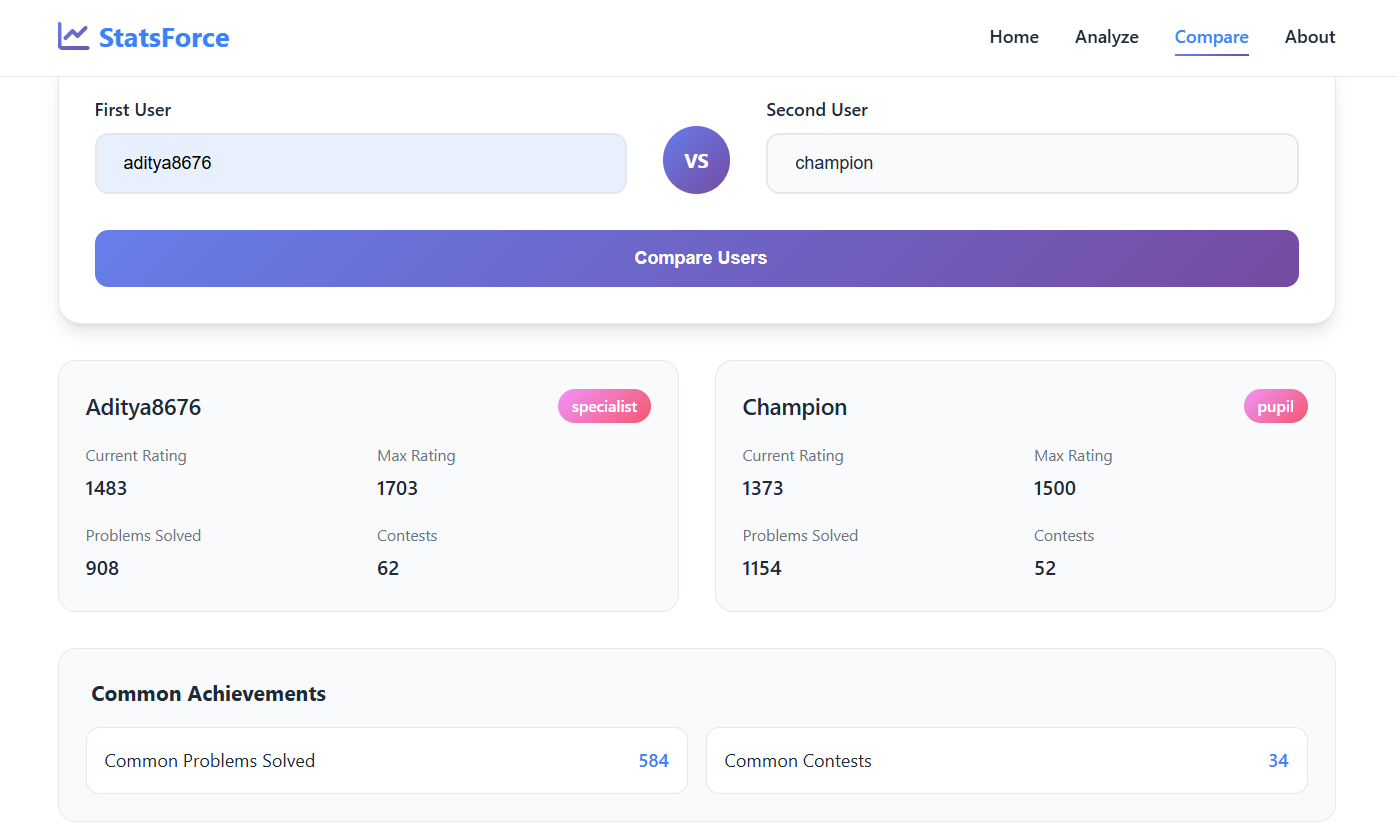 StatsForce
Home Analyze Compare About
First User
Second User
aditya8676
VS
champion
Compare Users
Aditya8676
specialist
Current Rating
Max Rating
1483
1703
Problems Solved
Contests
908
62
Champion
pupil
Current Rating
Max Rating
1373
1500
Problems Solved
Contests
1154
52
Common Achievements
Common Problems Solved 584
Common Contests 34